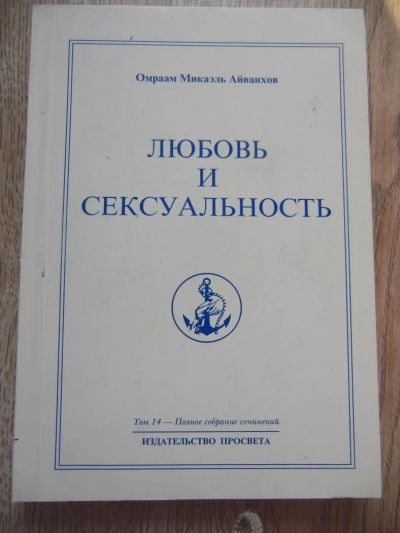 Омраам Микаэль Айванхов
ЛЮБОВЬ
И
СЕКСУАЛЬНОСТЬ
Том 14 — Полное собрание сочинений
ИЗДАТЕЛЬСТВО ПРОСВЕТА